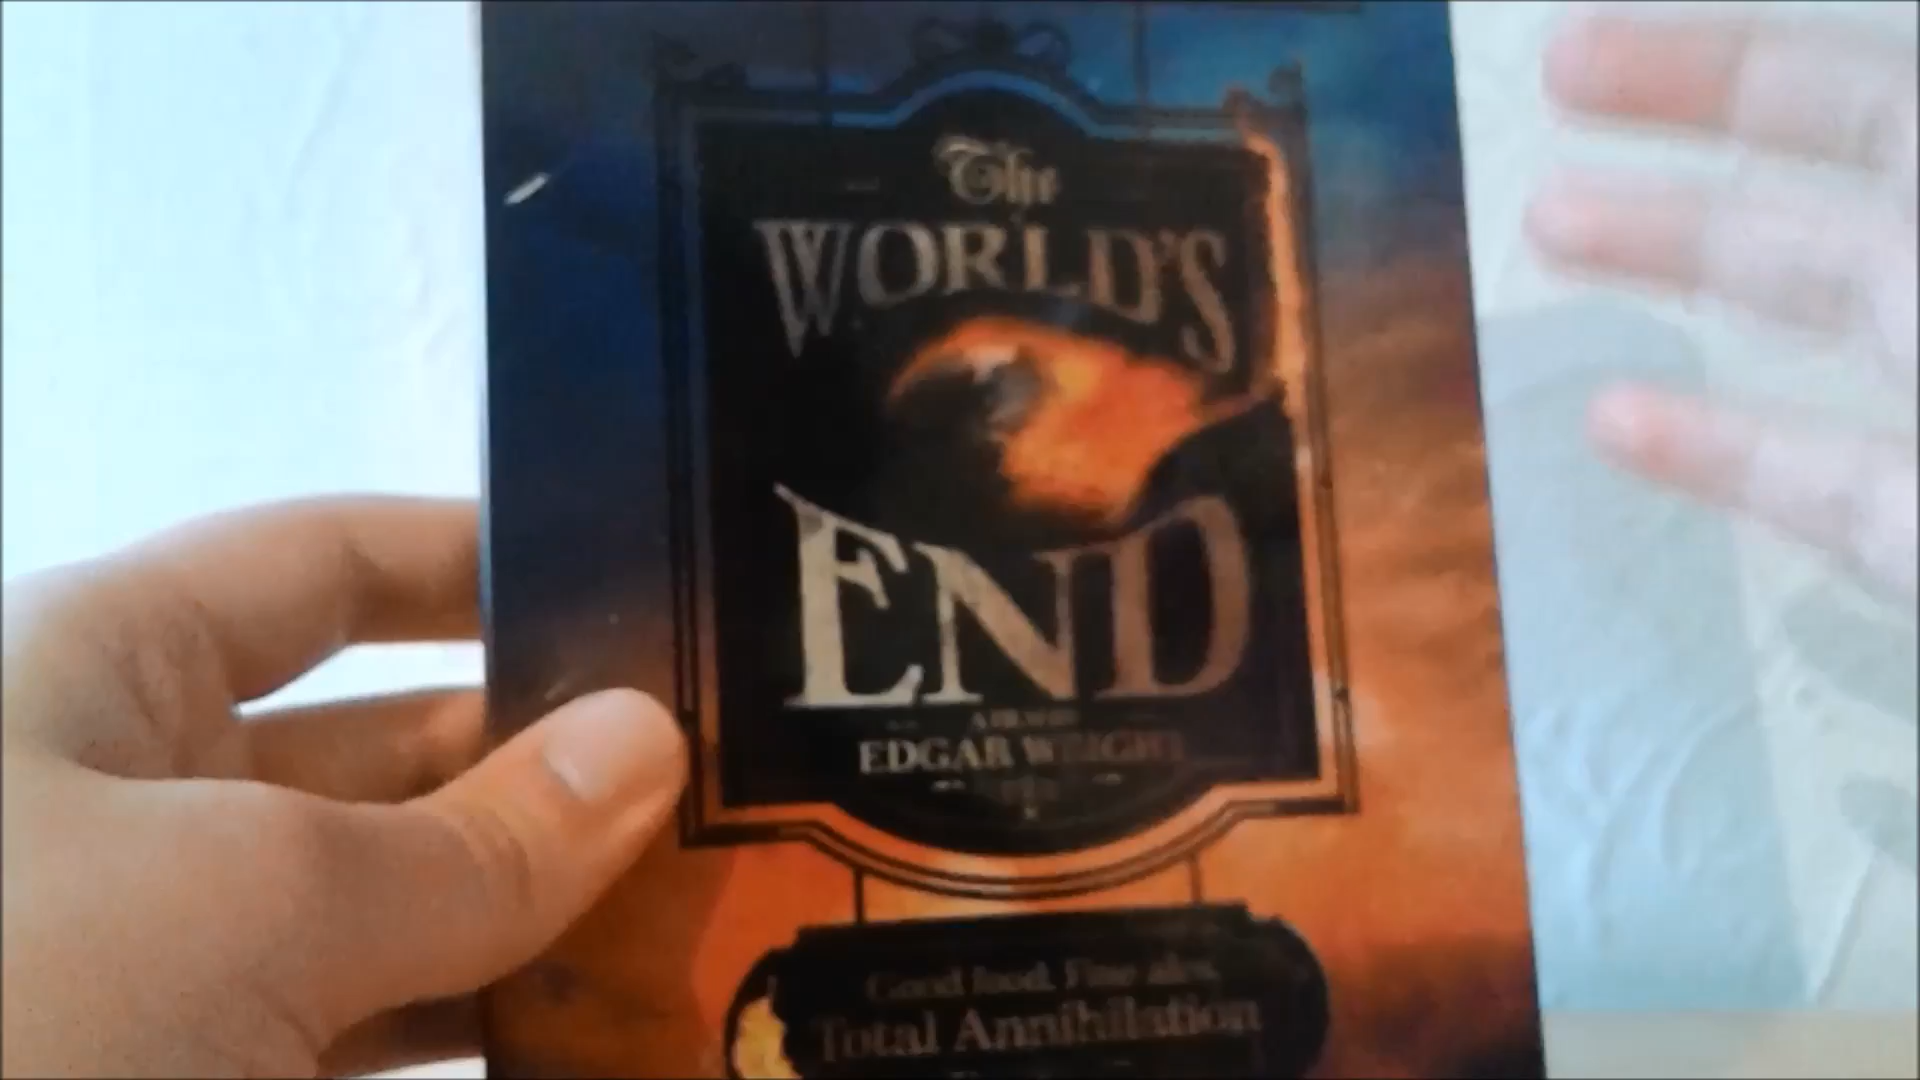 The
WORLD'S
END
A FILM BY
EDGAR WRIGHT
Good food. Fine ales.
Total Annihilation